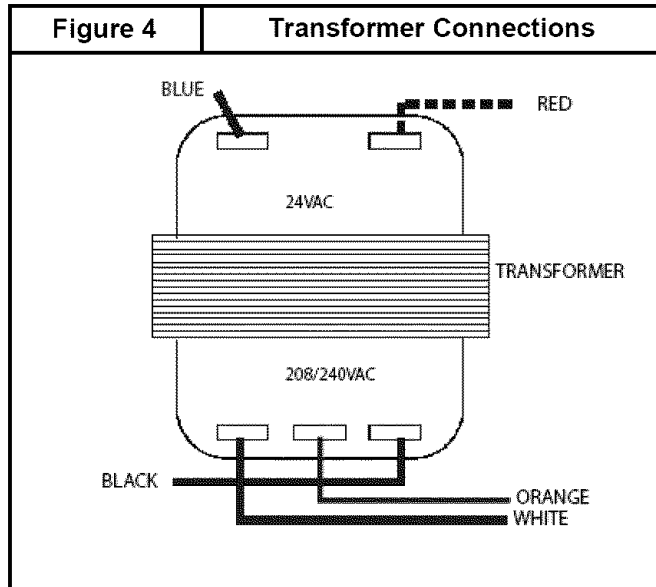 Figure 4
Transformer Connections
BLUE
RED
24VAC
TRANSFORMER
208/240VAC
BLACK
ORANGE
WHITE